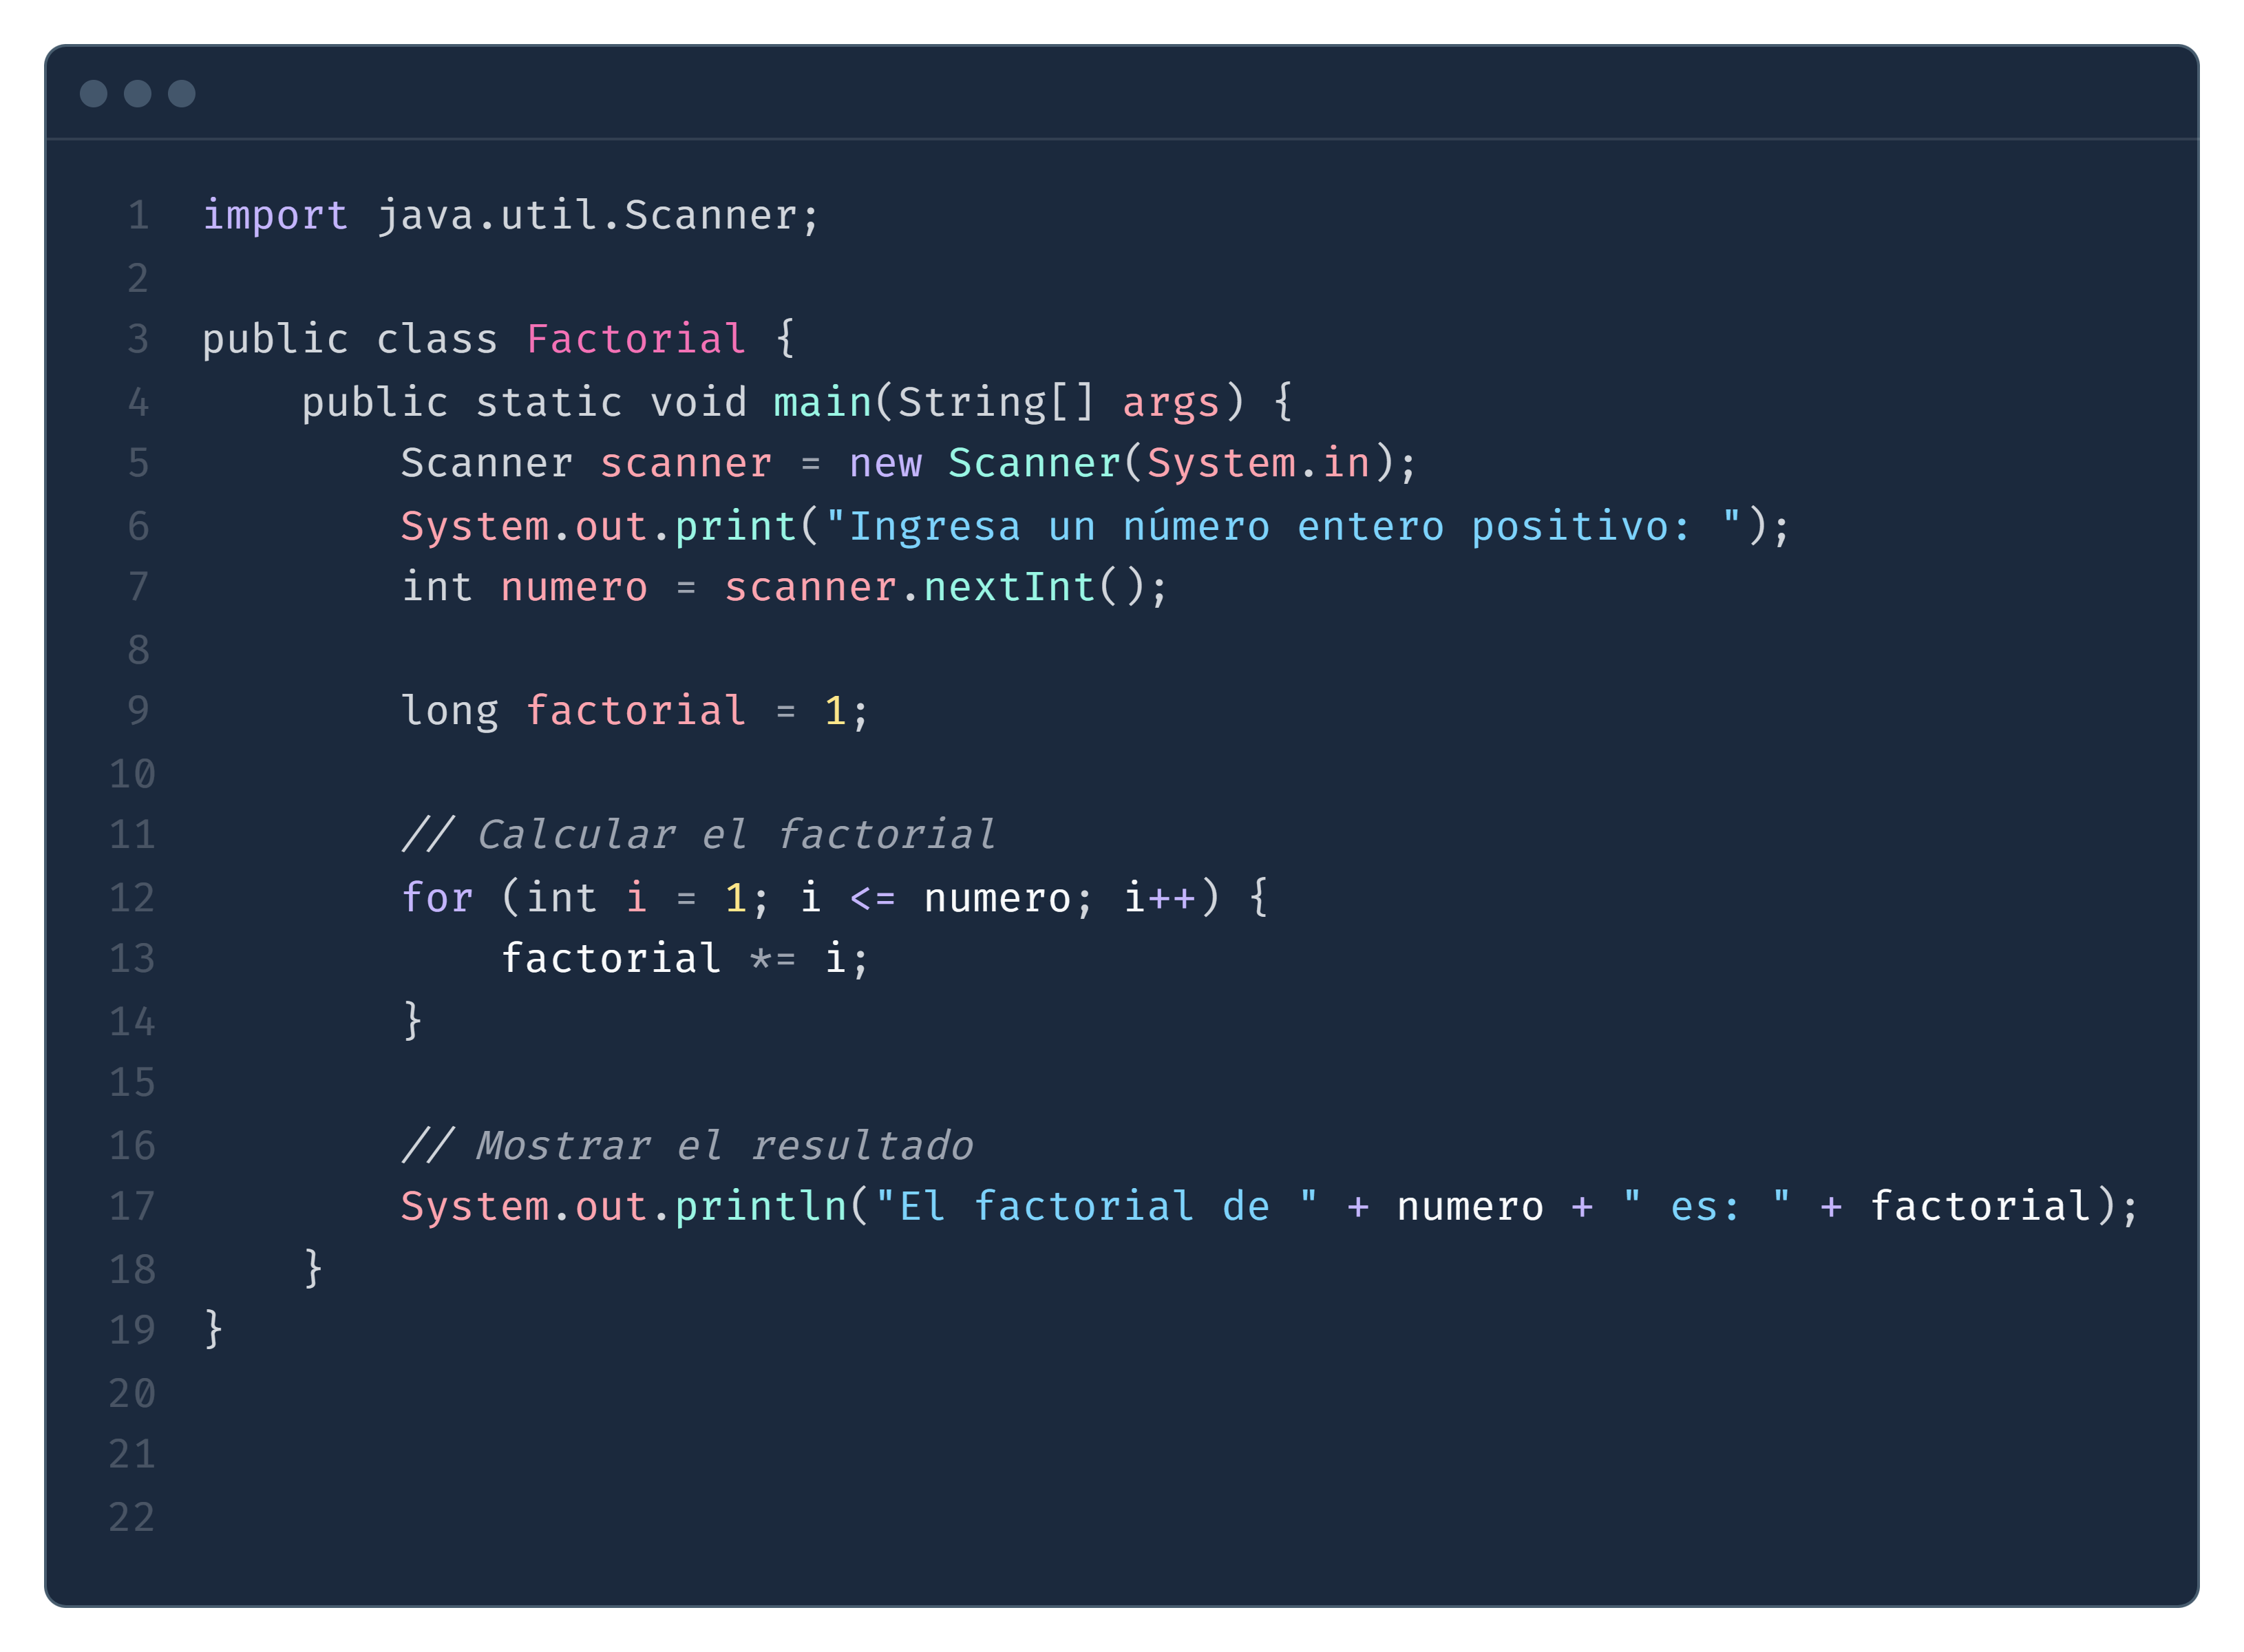 1 import java.util.Scanner;
2
3 public class Factorial {
4     public static void main(String[] args) {
5         Scanner scanner = new Scanner(System.in);
6         System.out.print("Ingresa un número entero positivo: ");
7         int numero = scanner.nextInt();
8
9         long factorial = 1;
10
11         // Calcular el factorial
12         for (int i = 1; i <= numero; i++) {
13             factorial *= i;
14         }
15
16         // Mostrar el resultado
17         System.out.println("El factorial de " + numero + " es: " + factorial);
18     }
19 }
20
21
22